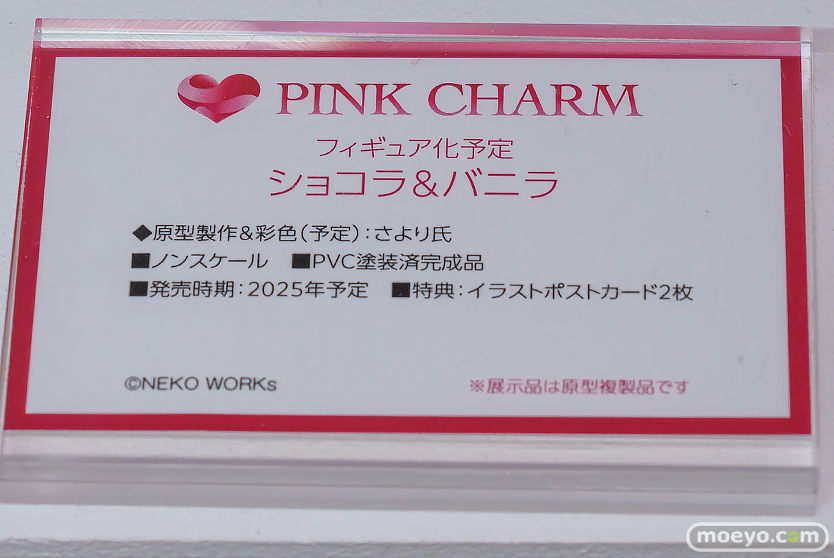 PINK CHARM
フィギュア化予定
ショコラ&バニラ
◆原型製作&彩色(予定):さより氏
■ノンスケール ■PVC塗装済完成品
■発売時期:2025年予定 ■特典:イラストポストカード2枚
©NEKO WORKs ※展示品は原型複製品です
moeyo.com